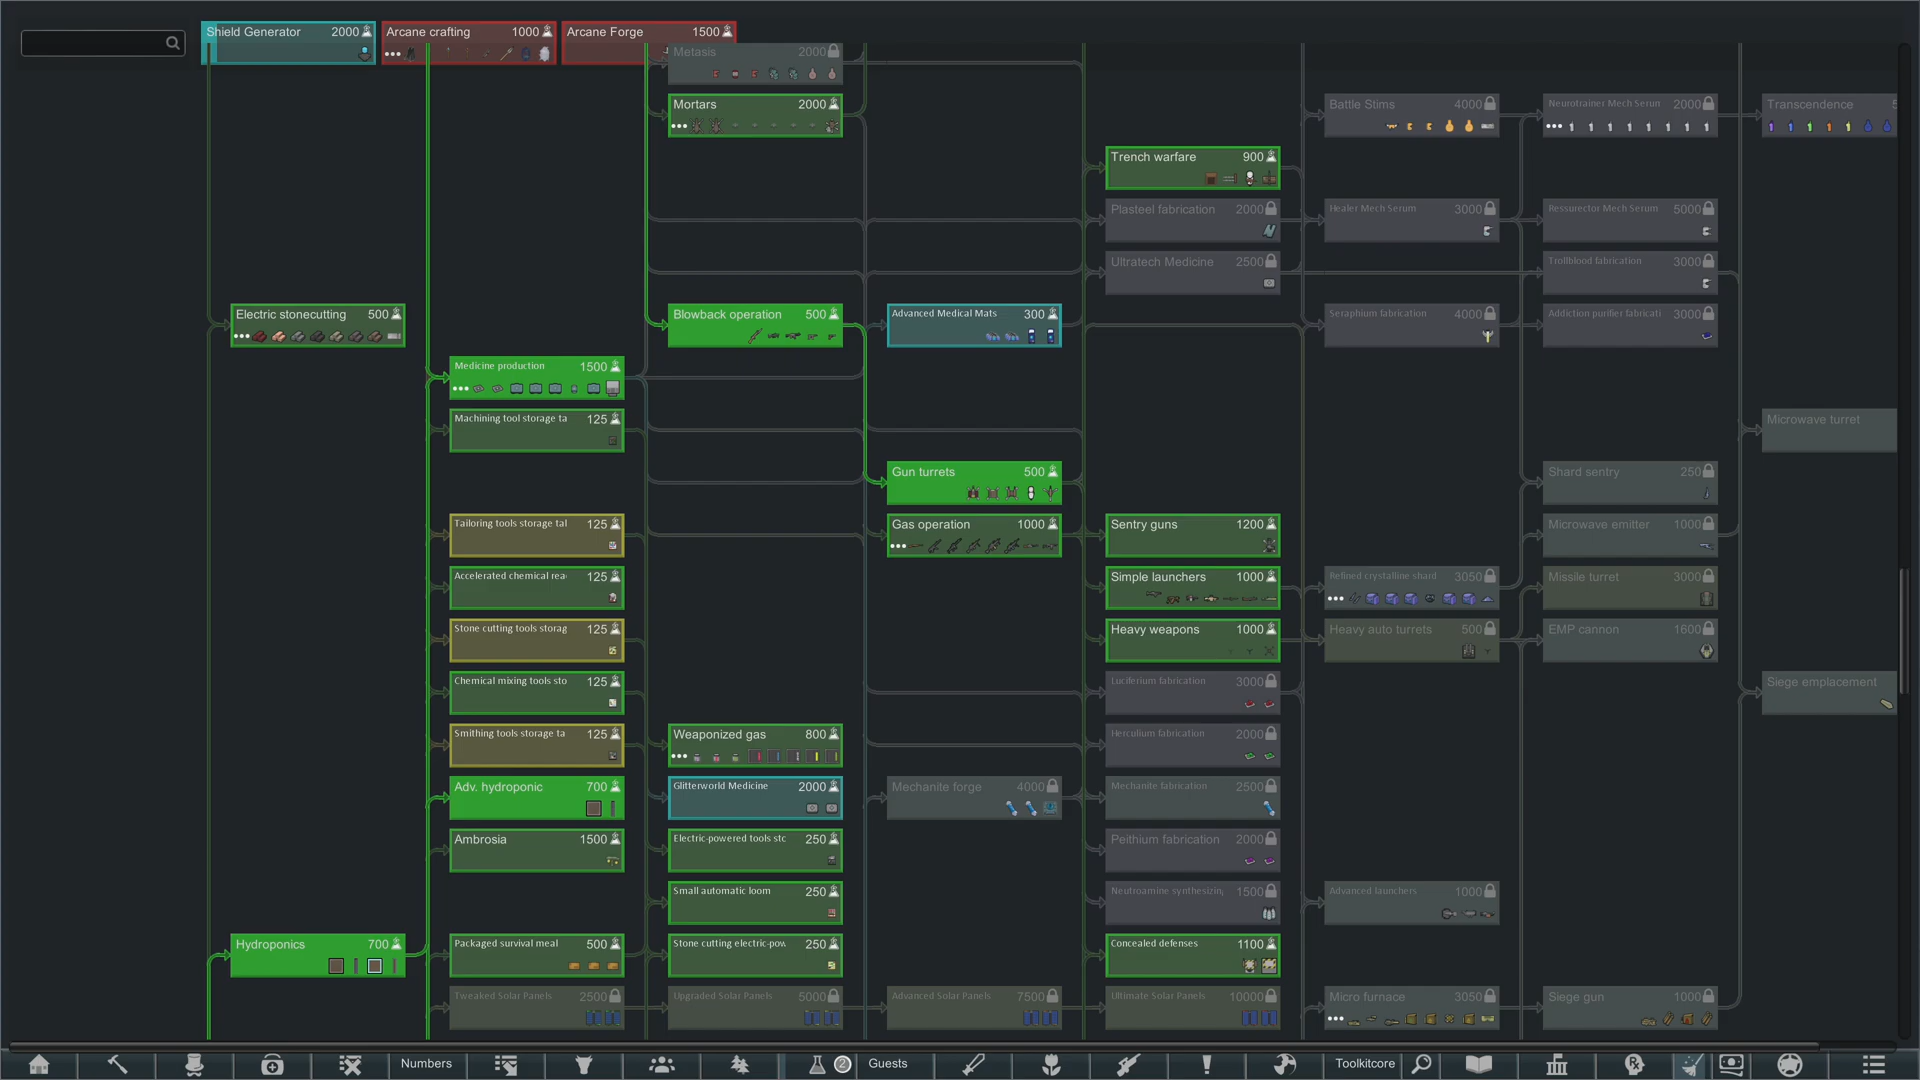 Shield Generator 2000
Arcane crafting 1000
Arcane Forge 1500
Metasis 2000
Mortars 2000
Battle Stims 4000
Neurotrainer Mech Serun 2000
Transcendence 5
Trench warfare 900
Plasteel fabrication 2000
Healer Mech Serum 3000
Ressurector Mech Serum 5000
Ultratech Medicine 2500
Trollblood fabrication 3000
Electric stonecutting 500
Blowback operation 500
Advanced Medical Mats 300
Seraphium fabrication 4000
Addiction purifier fabricati 3000
Medicine production 1500
Machining tool storage ta 125
Microwave turret
Gun turrets 500
Shard sentry 250
Tailoring tools storage tal 125
Gas operation 1000
Sentry guns 1200
Microwave emitter 1000
Accelerated chemical rea 125
Simple launchers 1000
Refined crystalline shard 3050
Missile turret 3000
Stone cutting tools storag 125
Heavy weapons 1000
Heavy auto turrets 500
EMP cannon 1600
Chemical mixing tools sto 125
Luciferium fabrication 3000
Siege emplacement
Smithing tools storage ta 125
Weaponized gas 800
Herculium fabrication 2000
Adv. hydroponic 700
Glitterworld Medicine 2000
Mechanite forge 4000
Mechanite fabrication 2500
Ambrosia 1500
Electric-powered tools stc 250
Peithium fabrication 2000
Small automatic loom 250
Neutroamine synthesizin 1500
Advanced launchers 1000
Hydroponics 700
Packaged survival meal 500
Stone cutting electric-pow 250
Concealed defenses 1100
Tweaked Solar Panels 2500
Upgraded Solar Panels 5000
Advanced Solar Panels 7500
Ultimate Solar Panels 10000
Micro furnace 3050
Siege gun 1000
Numbers
2
Guests
Toolkitcore